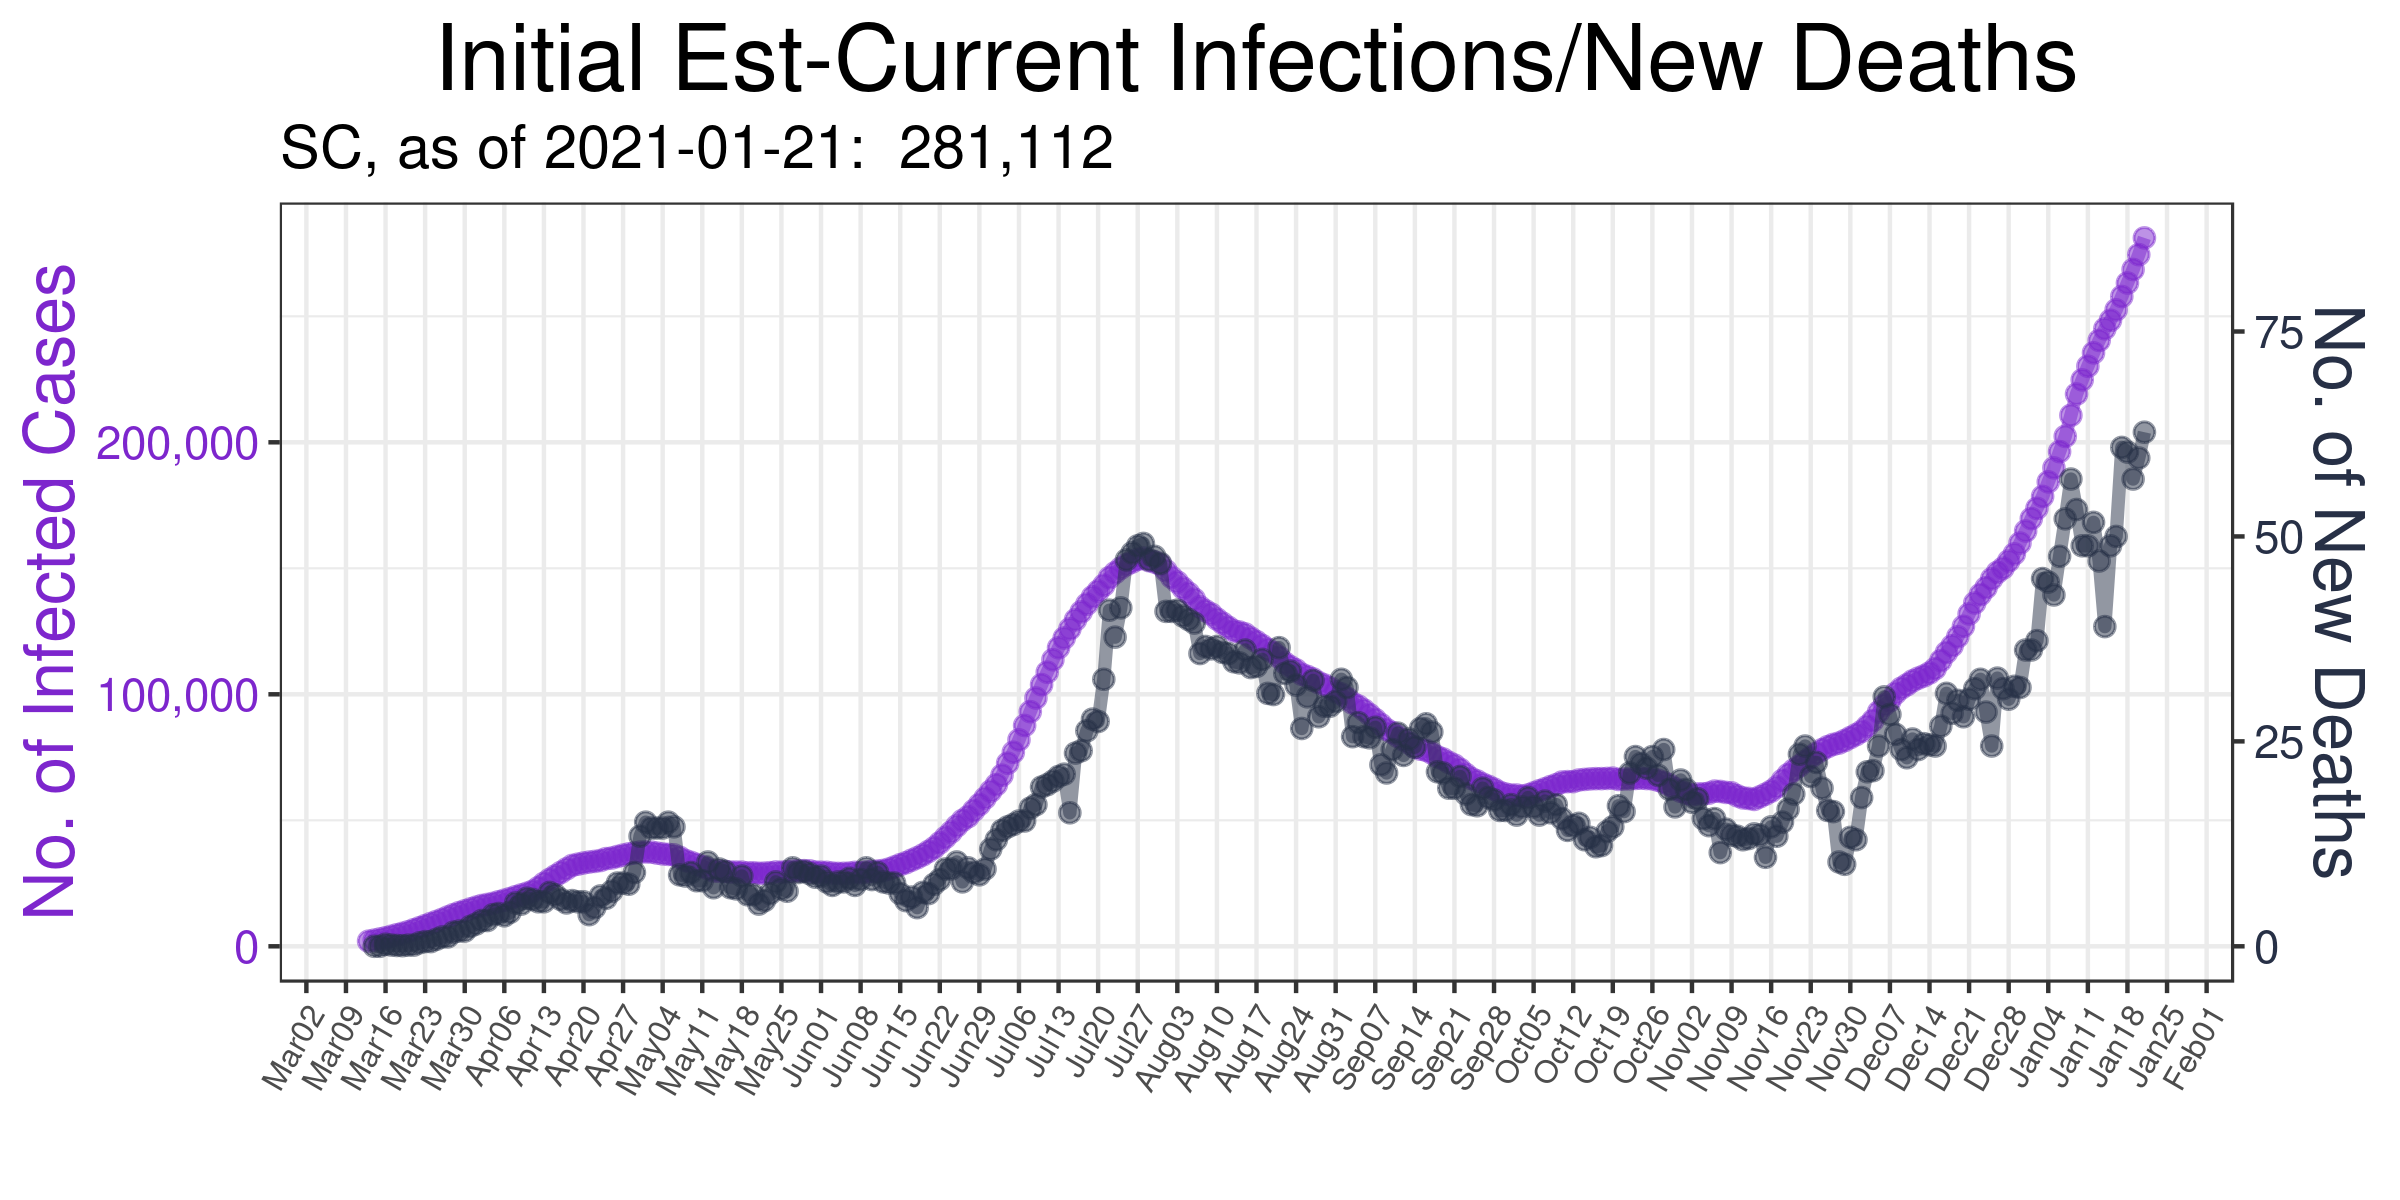 Initial Est-Current Infections/New Deaths
SC, as of 2021-01-21:  281,112
No. of Infected Cases
200,000
100,000
0
75
50
25
0
No. of New Deaths
Mar02
Mar09
Mar16
Mar23
Mar30
Apr06
Apr13
Apr20
Apr27
May04
May11
May18
May25
Jun01
Jun08
Jun15
Jun22
Jun29
Jul06
Jul13
Jul20
Jul27
Aug03
Aug10
Aug17
Aug24
Aug31
Sep07
Sep14
Sep21
Sep28
Oct05
Oct12
Oct19
Oct26
Nov02
Nov09
Nov16
Nov23
Nov30
Dec07
Dec14
Dec21
Dec28
Jan04
Jan11
Jan18
Jan25
Feb01